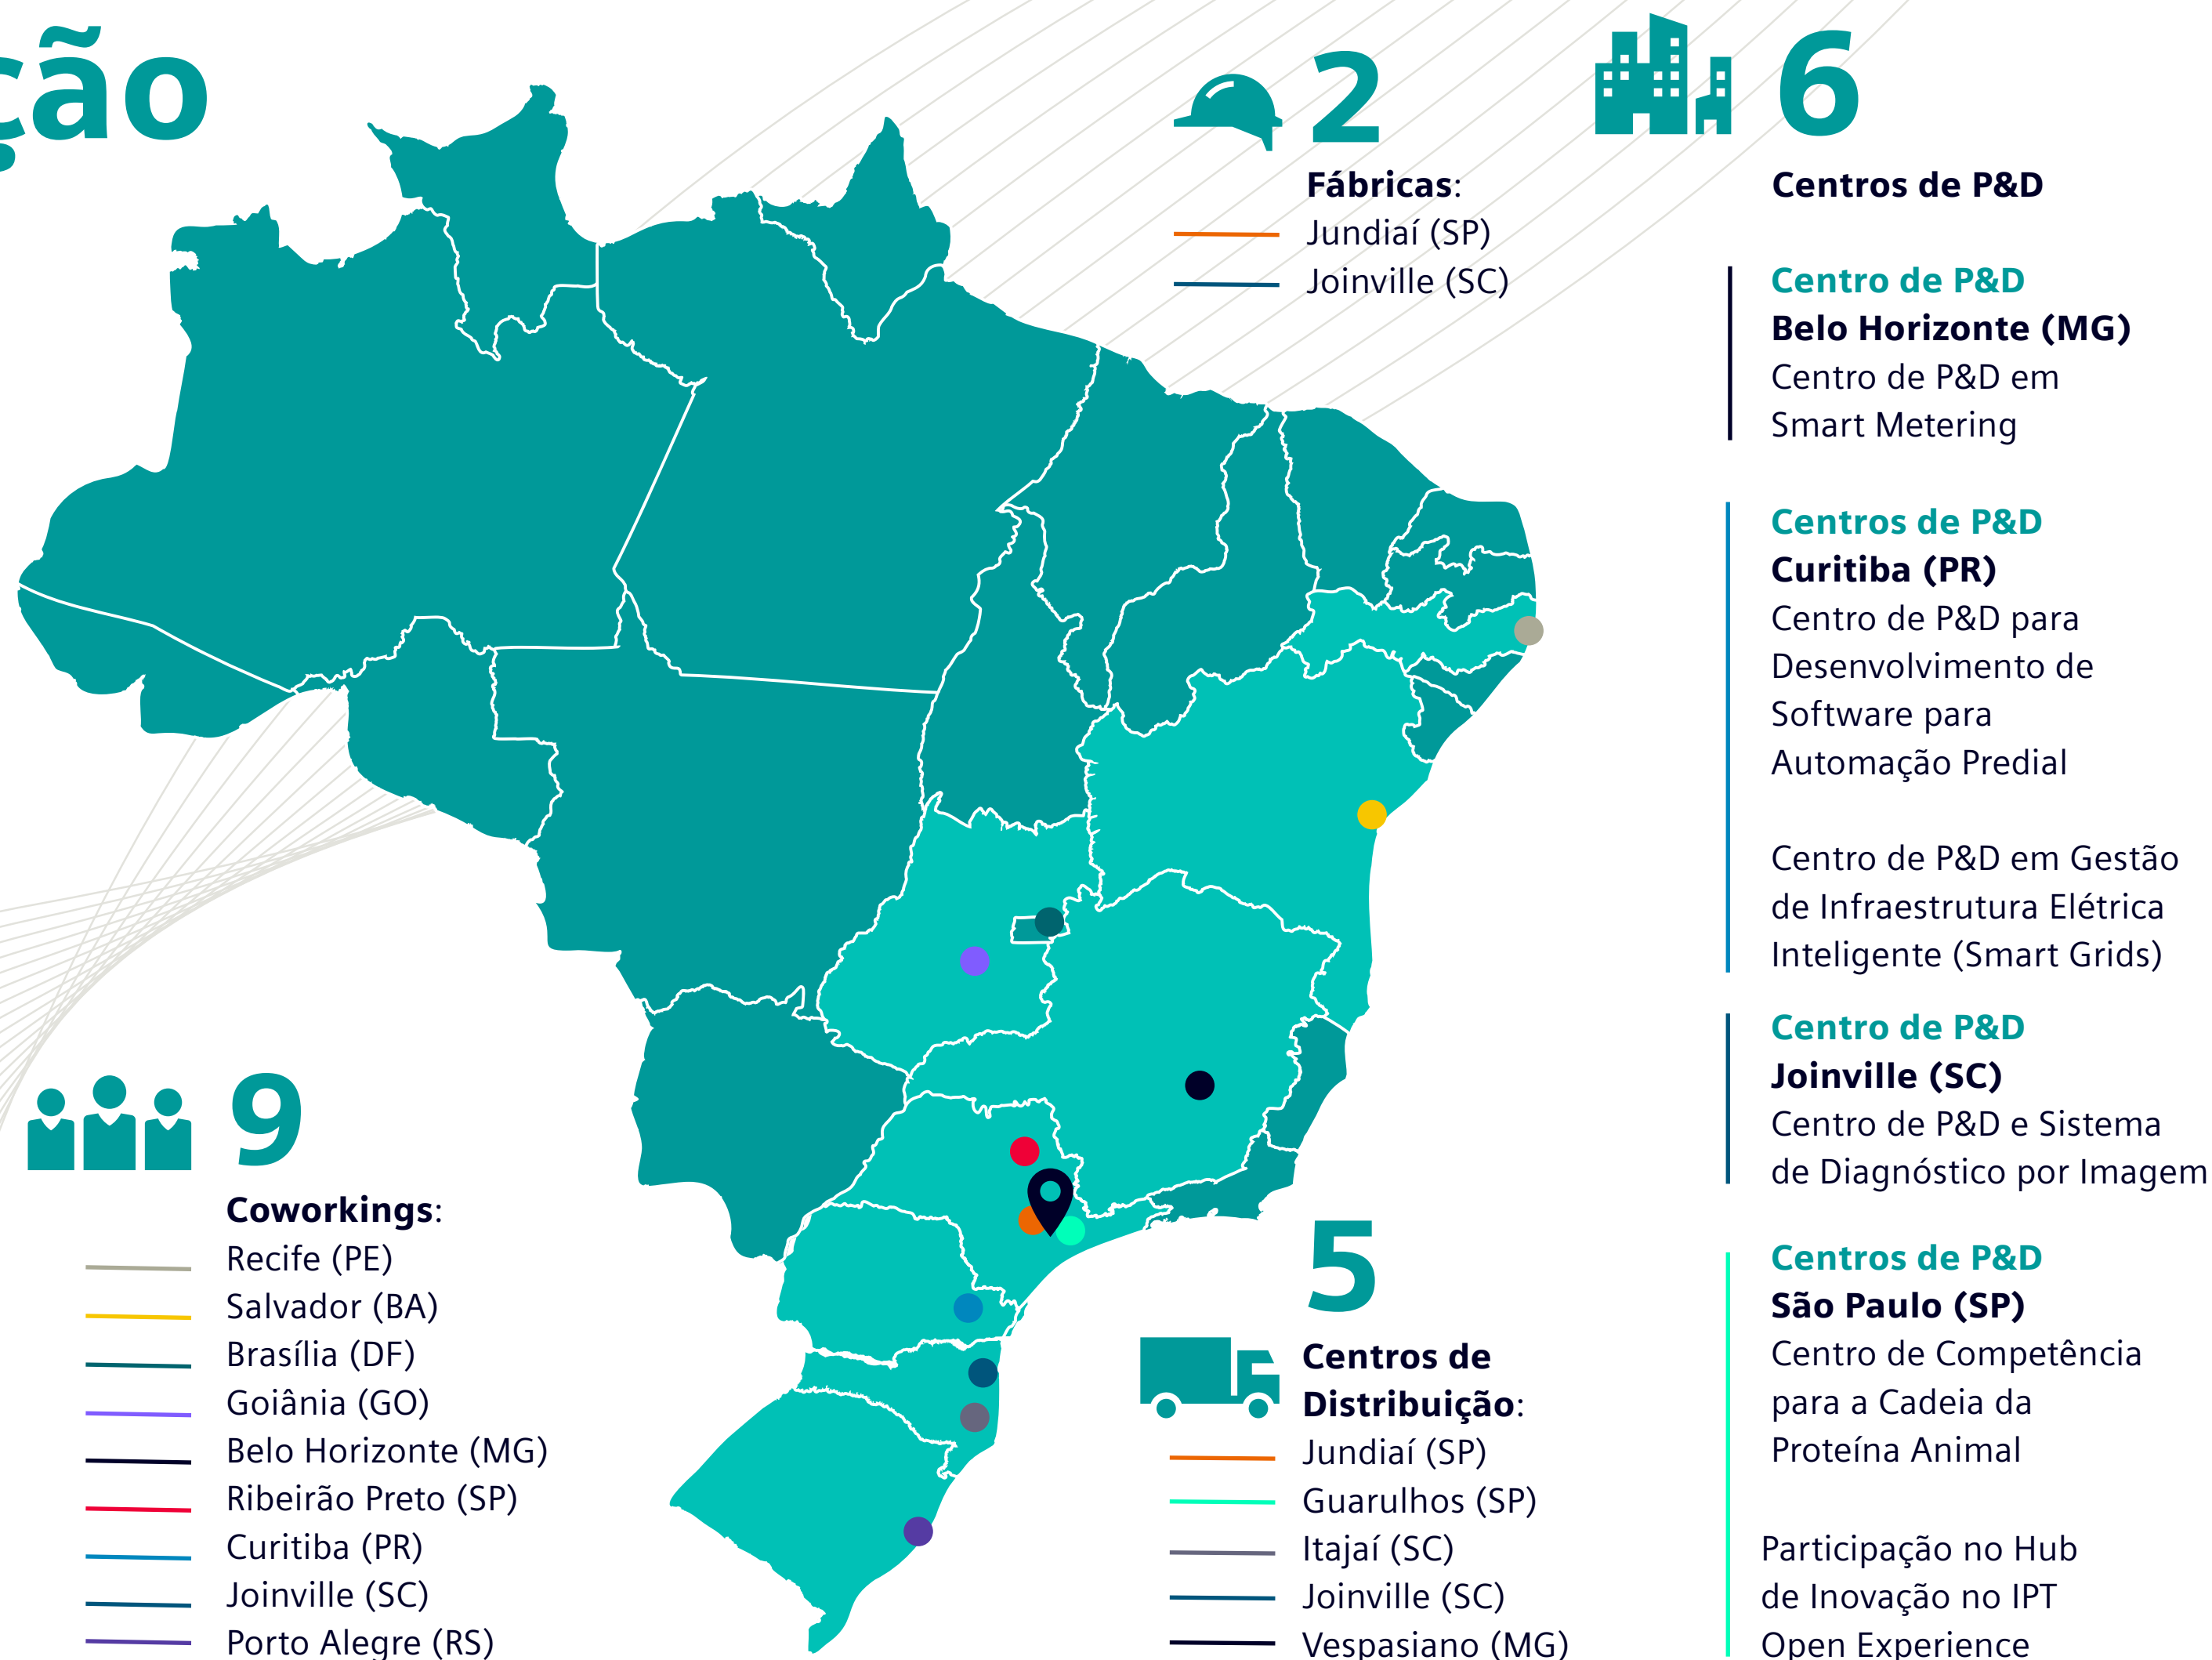 ção
2
Fábricas:
Jundiaí (SP)
Joinville (SC)
6
Centros de P&D
Centro de P&D
Belo Horizonte (MG)
Centro de P&D em
Smart Metering
Centros de P&D
Curitiba (PR)
Centro de P&D para
Desenvolvimento de
Software para
Automação Predial
Centro de P&D em Gestão
de Infraestrutura Elétrica
Inteligente (Smart Grids)
Centro de P&D
Joinville (SC)
Centro de P&D e Sistema
de Diagnóstico por Imagem
Centros de P&D
São Paulo (SP)
Centro de Competência
para a Cadeia da
Proteína Animal
Participação no Hub
de Inovação no IPT
Open Experience
9
Coworkings:
Recife (PE)
Salvador (BA)
Brasília (DF)
Goiânia (GO)
Belo Horizonte (MG)
Ribeirão Preto (SP)
Curitiba (PR)
Joinville (SC)
Porto Alegre (RS)
5
Centros de
Distribuição:
Jundiaí (SP)
Guarulhos (SP)
Itajaí (SC)
Joinville (SC)
Vespasiano (MG)